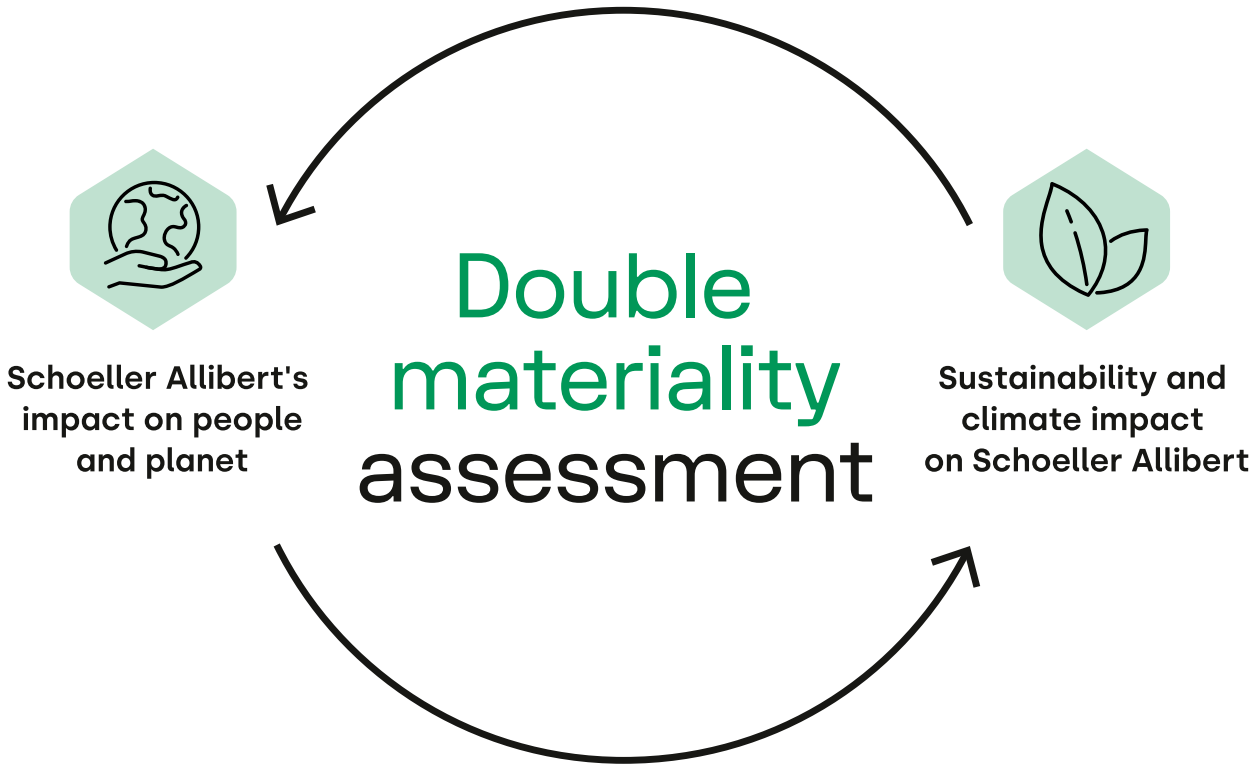 Double
materiality
assessment
Schoeller Allibert's
impact on people
and planet
Sustainability and
climate impact
on Schoeller Allibert